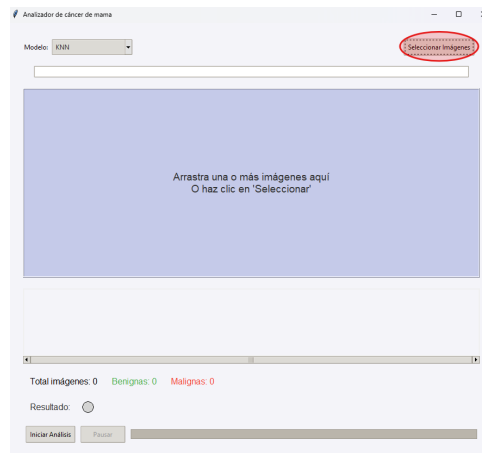 Analizador de cáncer de mama
Modelo: KNN
Seleccionar Imágenes
Arrastra una o más imágenes aquí
O haz clic en 'Seleccionar'
Total imágenes: 0 Benignas: 0 Malignas: 0
Resultado:
Iniciar Análisis Pausar